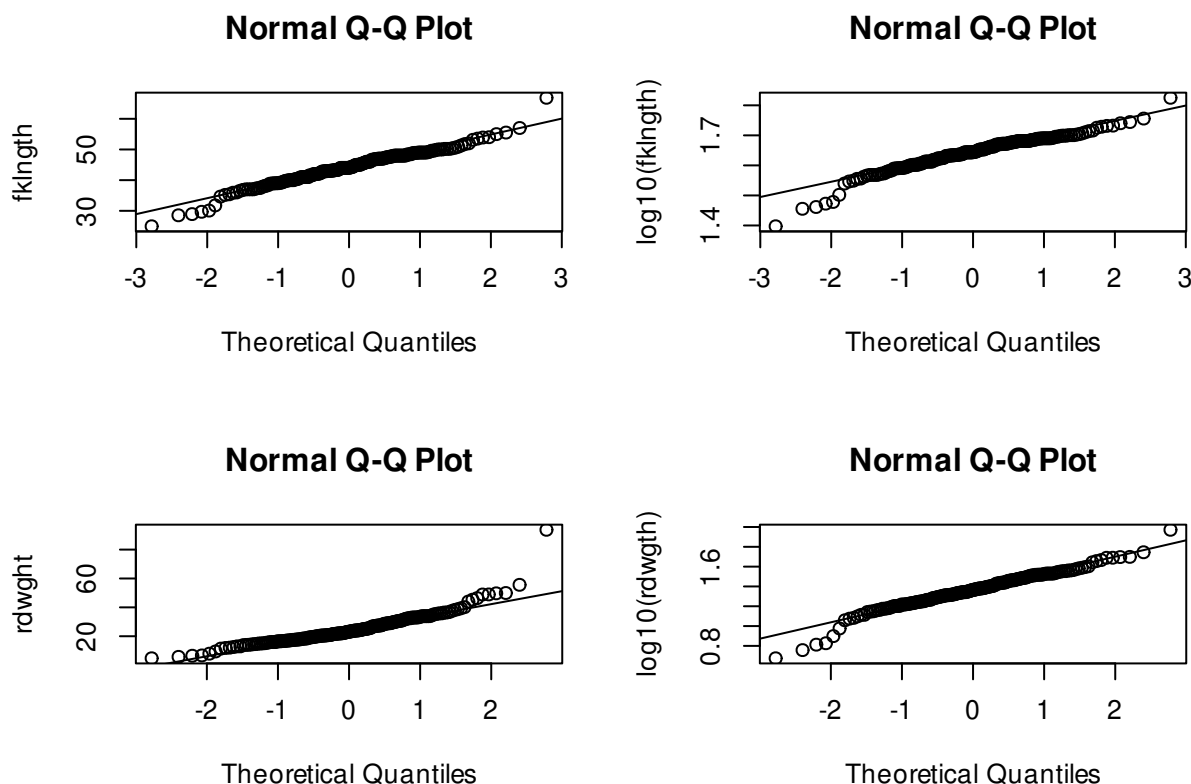 Normal Q-Q Plot
fklngth
30
50
-3 -2 -1 0 1 2 3
Theoretical Quantiles
Normal Q-Q Plot
log10(fklngth)
1.4
1.7
-3 -2 -1 0 1 2 3
Theoretical Quantiles
Normal Q-Q Plot
rdwght
20
60
-2 -1 0 1 2
Theoretical Quantiles
Normal Q-Q Plot
log10(rdwgth)
0.8
1.6
-2 -1 0 1 2
Theoretical Quantiles